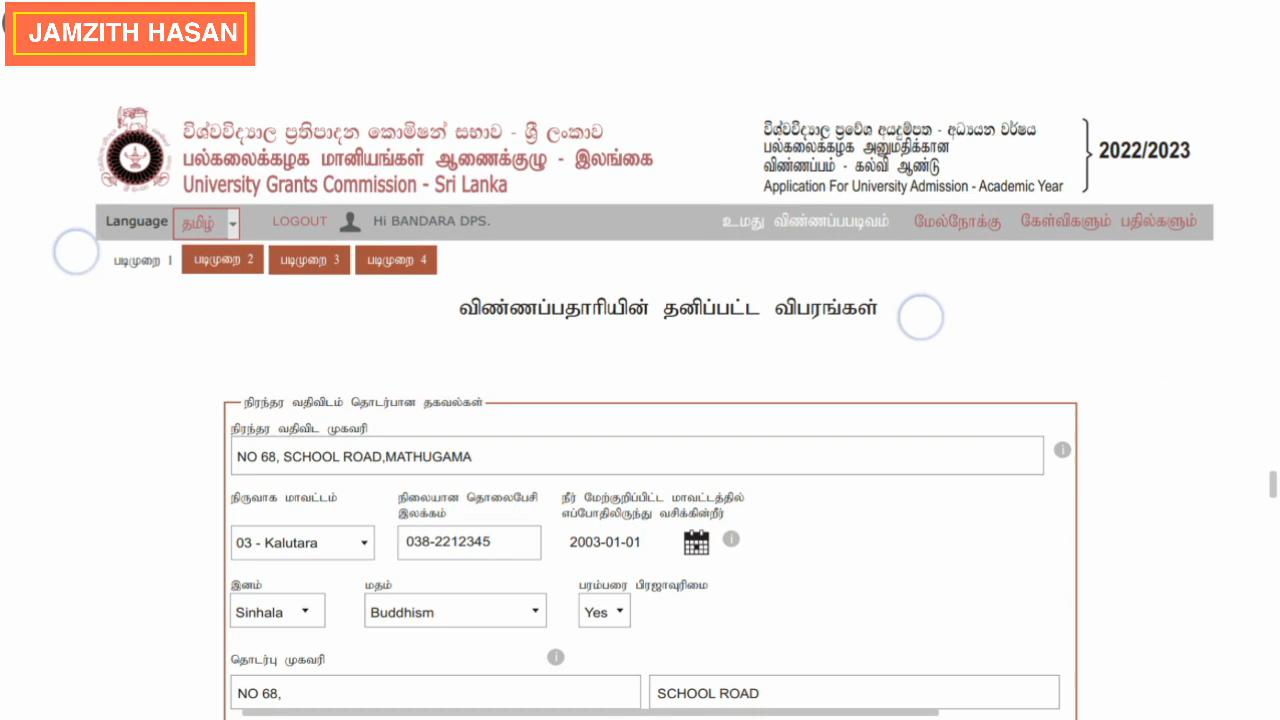 JAMZITH HASAN
විශ්වවිද්‍යාල ප්‍රතිපාදන කොමිෂන් සභාව - ශ්‍රී ලංකාව
பல்கலைக்கழக மானியங்கள் ஆணைக்குழு - இலங்கை
University Grants Commission - Sri Lanka
විශ්වවිද්‍යාල ප්‍රවේශ අයදුම්පත - අධ්‍යයන වර්ෂය
பல்கலைக்கழக அனுமதிக்கான
விண்ணப்பம் - கல்வி ஆண்டு
Application For University Admission - Academic Year
2022/2023
Language தமிழ் LOGOUT Hi BANDARA DPS. உமது விண்ணப்படிவம் மேல்நோக்கு கேள்விகளும் பதில்களும்
படிமுறை 1 படிமுறை 2 படிமுறை 3 படிமுறை 4
விண்ணப்பதாரியின் தனிப்பட்ட விபரங்கள்
நிரந்தர வதிவிடம் தொடர்பான தகவல்கள்
நிரந்தர வதிவிட முகவரி
NO 68, SCHOOL ROAD,MATHUGAMA
நிருவாக மாவட்டம்
நிலையான தொலைபேசி
இலக்கம்
நீர் மேற்குறிப்பிட்ட மாவட்டத்தில்
எப்போதிலிருந்து வசிக்கின்றீர்
03 - Kalutara 038-2212345 2003-01-01
இனம் மதம் பரம்பரை பிரஜாவுரிமை
Sinhala Buddhism Yes
தொடர்பு முகவரி
NO 68, SCHOOL ROAD